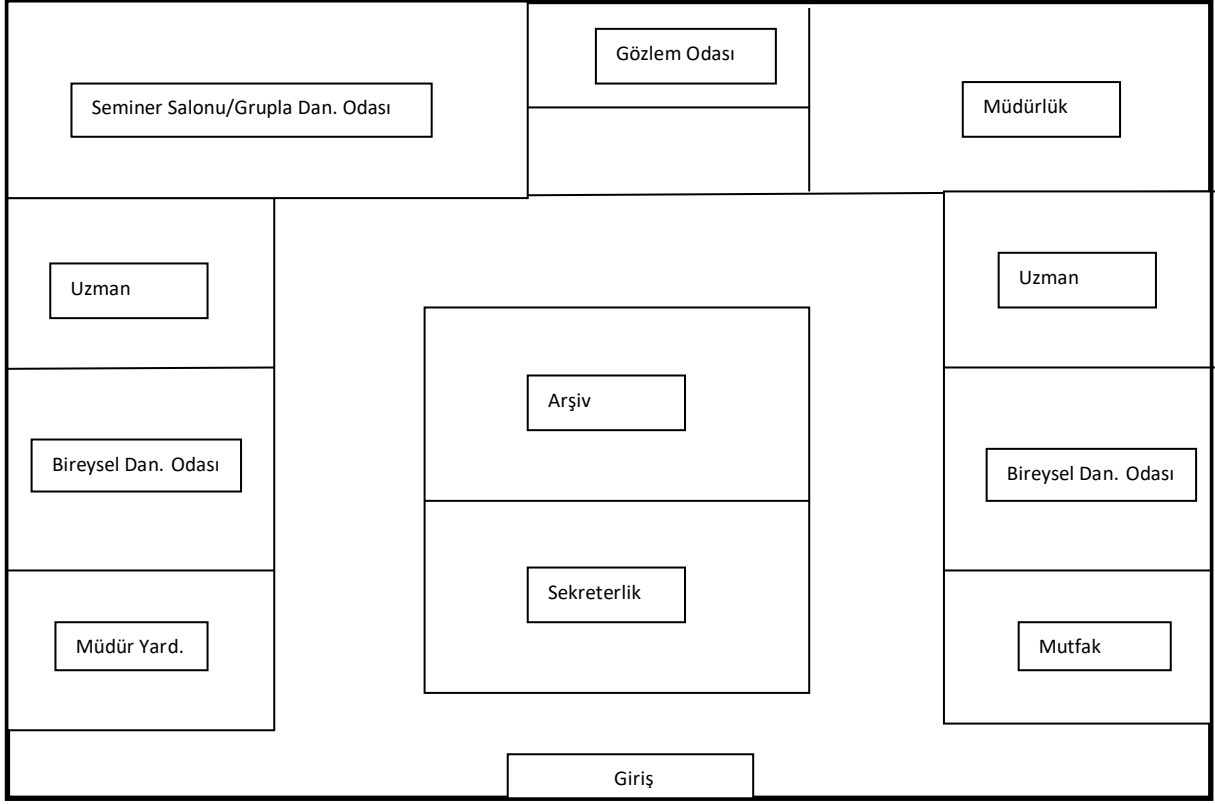 Gözlem Odası
Seminer Salonu/Grupla Dan. Odası
Müdürlük
Uzman
Uzman
Arşiv
Bireysel Dan. Odası
Bireysel Dan. Odası
Sekreterlik
Müdür Yard.
Mutfak
Giriş